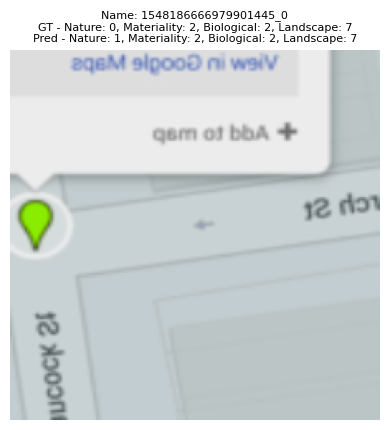 Name: 1548186666979901445_0
GT - Nature: 0, Materiality: 2, Biological: 2, Landscape: 7
Pred - Nature: 1, Materiality: 2, Biological: 2, Landscape: 7
View in Google Maps
Add to map
rch St
ncock St